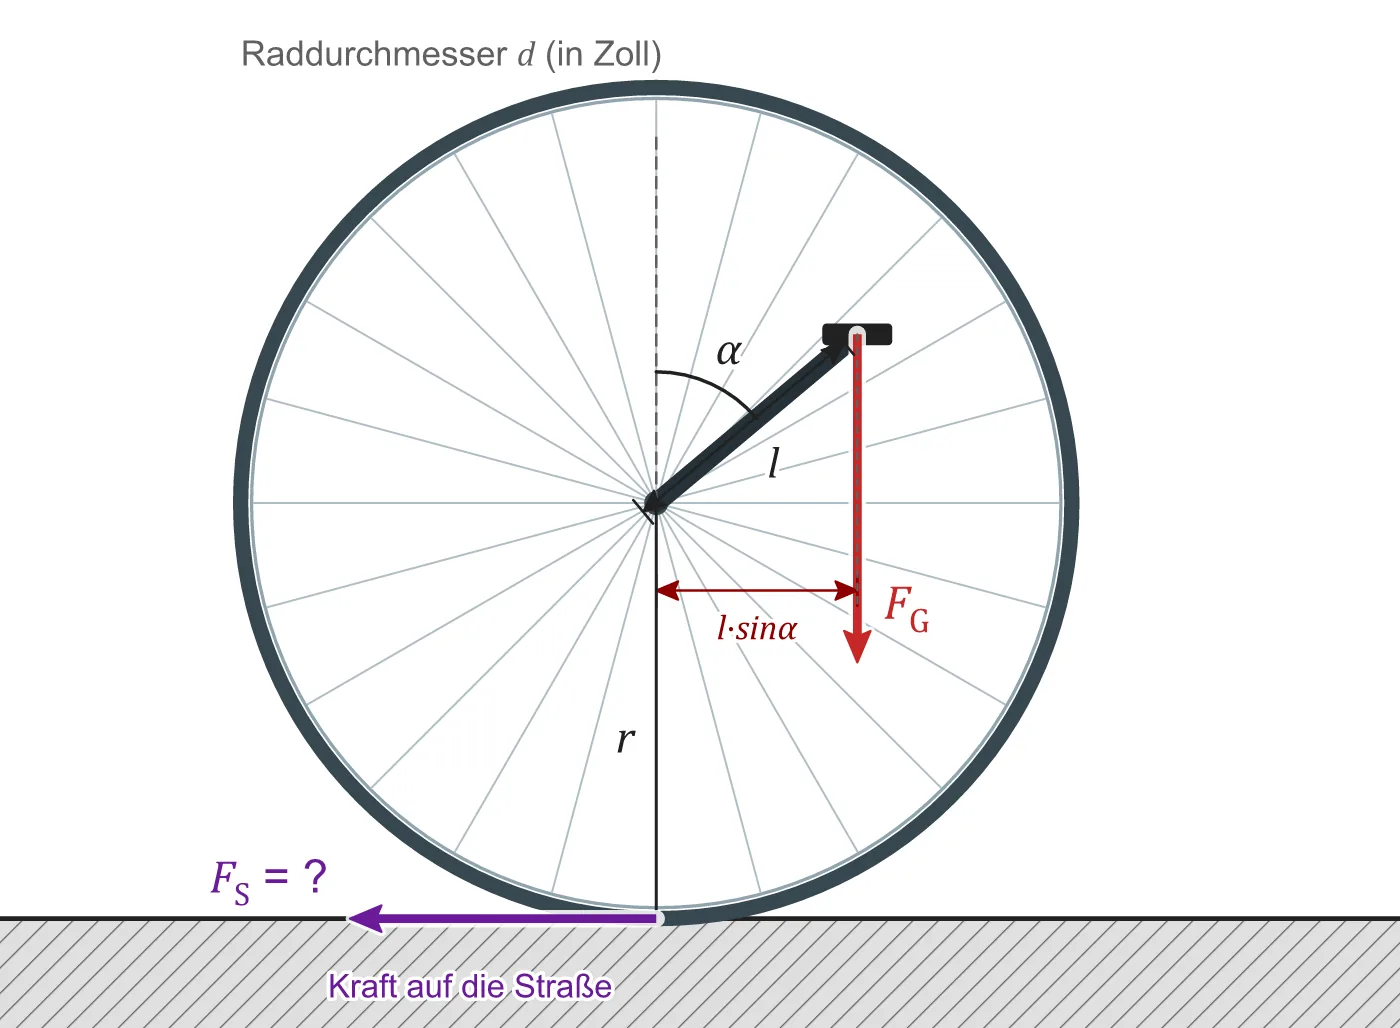 Raddurchmesser d (in Zoll)
α
l
F_G
l·sinα
r
F_S = ?
Kraft auf die Straße